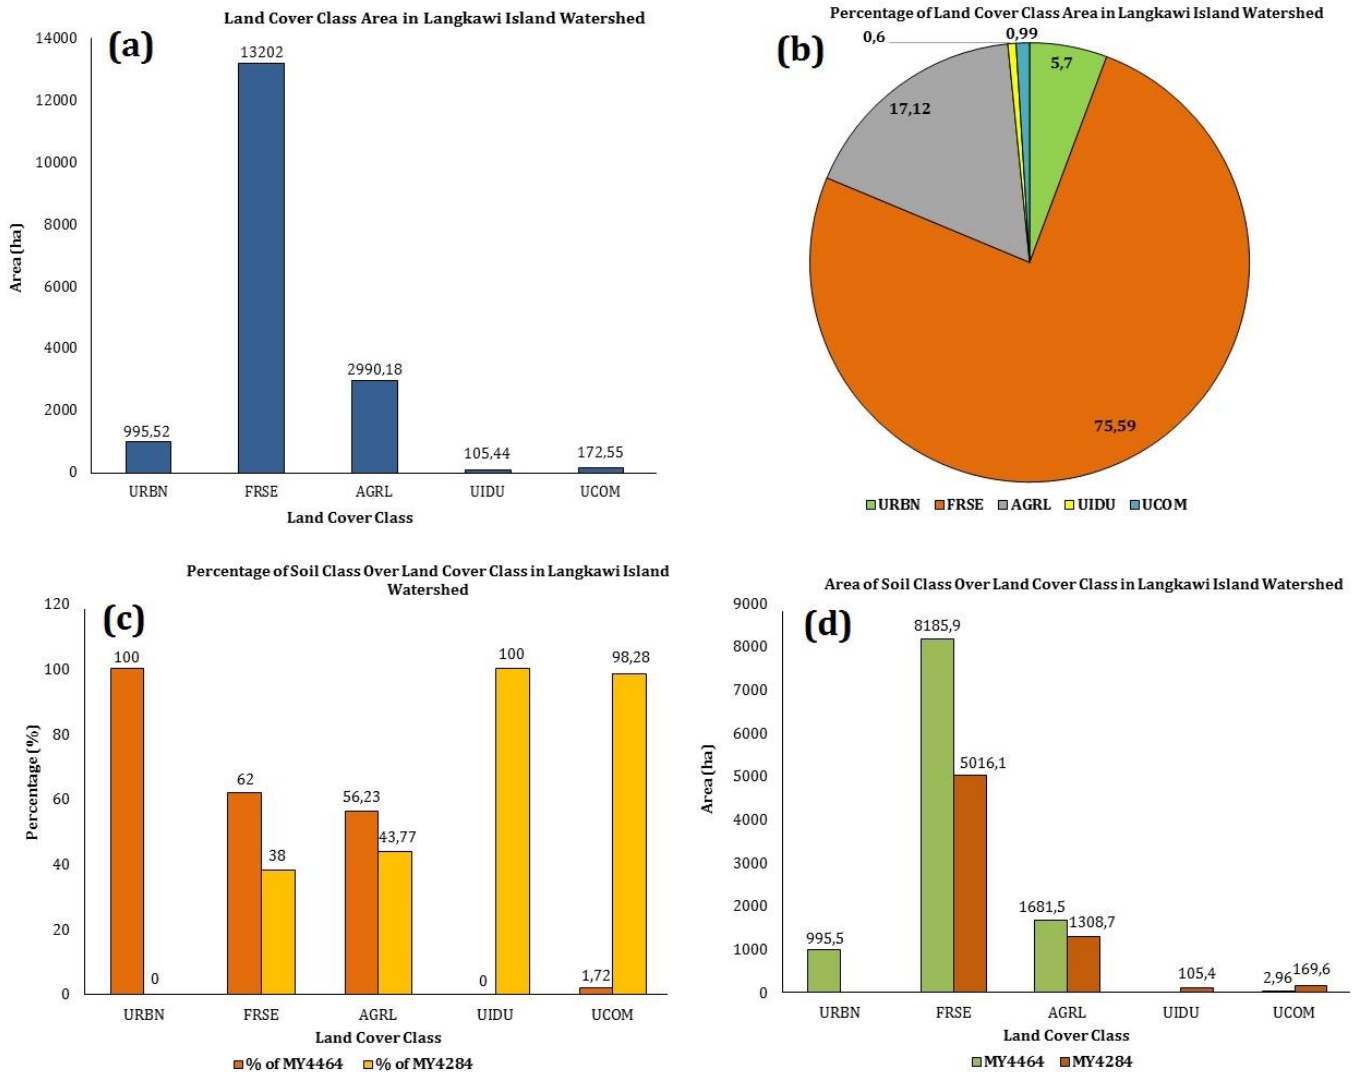 Land Cover Class Area in Langkawi Island Watershed
(a)
14000
12000
10000
8000
6000
4000
2000
0
Area (ha)
995,52
13202
2990,18
105,44
172,55
URBN FRSE AGRL UIDU UCOM
Land Cover Class
Percentage of Land Cover Class Area in Langkawi Island Watershed
(b)
0,6
0,99
5,7
17,12
75,59
URBN FRSE AGRL UIDU UCOM
Percentage of Soil Class Over Land Cover Class in Langkawi Island
Watershed
(c)
120
100
80
60
40
20
0
Percentage (%)
100
0
62
38
56,23
43,77
0
100
1,72
98,28
URBN FRSE AGRL UIDU UCOM
Land Cover Class
% of MY4464 % of MY4284
Area of Soil Class Over Land Cover Class in Langkawi Island Watershed
(d)
9000
8000
7000
6000
5000
4000
3000
2000
1000
0
Area (ha)
995,5
8185,9
5016,1
1681,5
1308,7
105,4
2,96
169,6
URBN FRSE AGRL UIDU UCOM
Land Cover Class
MY4464 MY4284